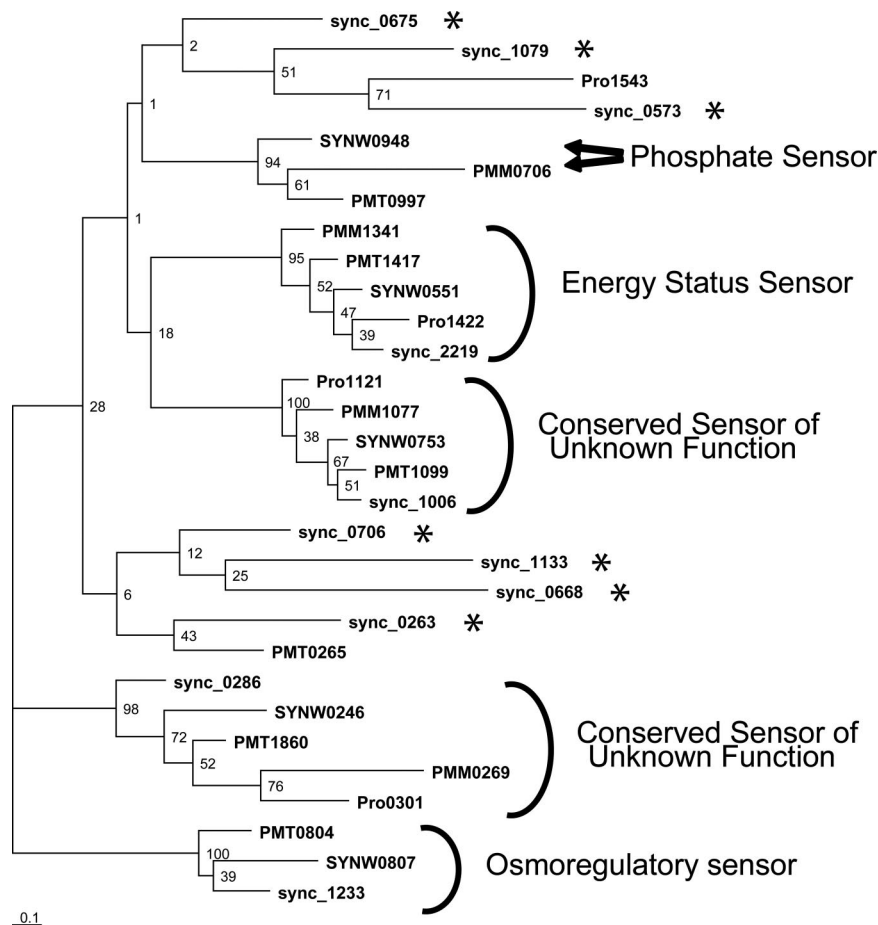 sync_0675 *
2
sync_1079 *
51
Pro1543
71
sync_0573 *
1
SYNW0948
94
PMM0706
Phosphate Sensor
61
PMT0997
1
PMM1341
95
PMT1417
52
SYNW0551
Energy Status Sensor
47
Pro1422
39
sync_2219
18
Pro1121
100
PMM1077
38
SYNW0753
Conserved Sensor of
Unknown Function
67
PMT1099
51
sync_1006
28
sync_0706 *
12
sync_1133 *
25
sync_0668 *
6
sync_0263 *
43
PMT0265
sync_0286
98
SYNW0246
72
PMT1860
Conserved Sensor of
Unknown Function
52
PMM0269
76
Pro0301
PMT0804
100
SYNW0807
Osmoregulatory sensor
39
sync_1233
0.1